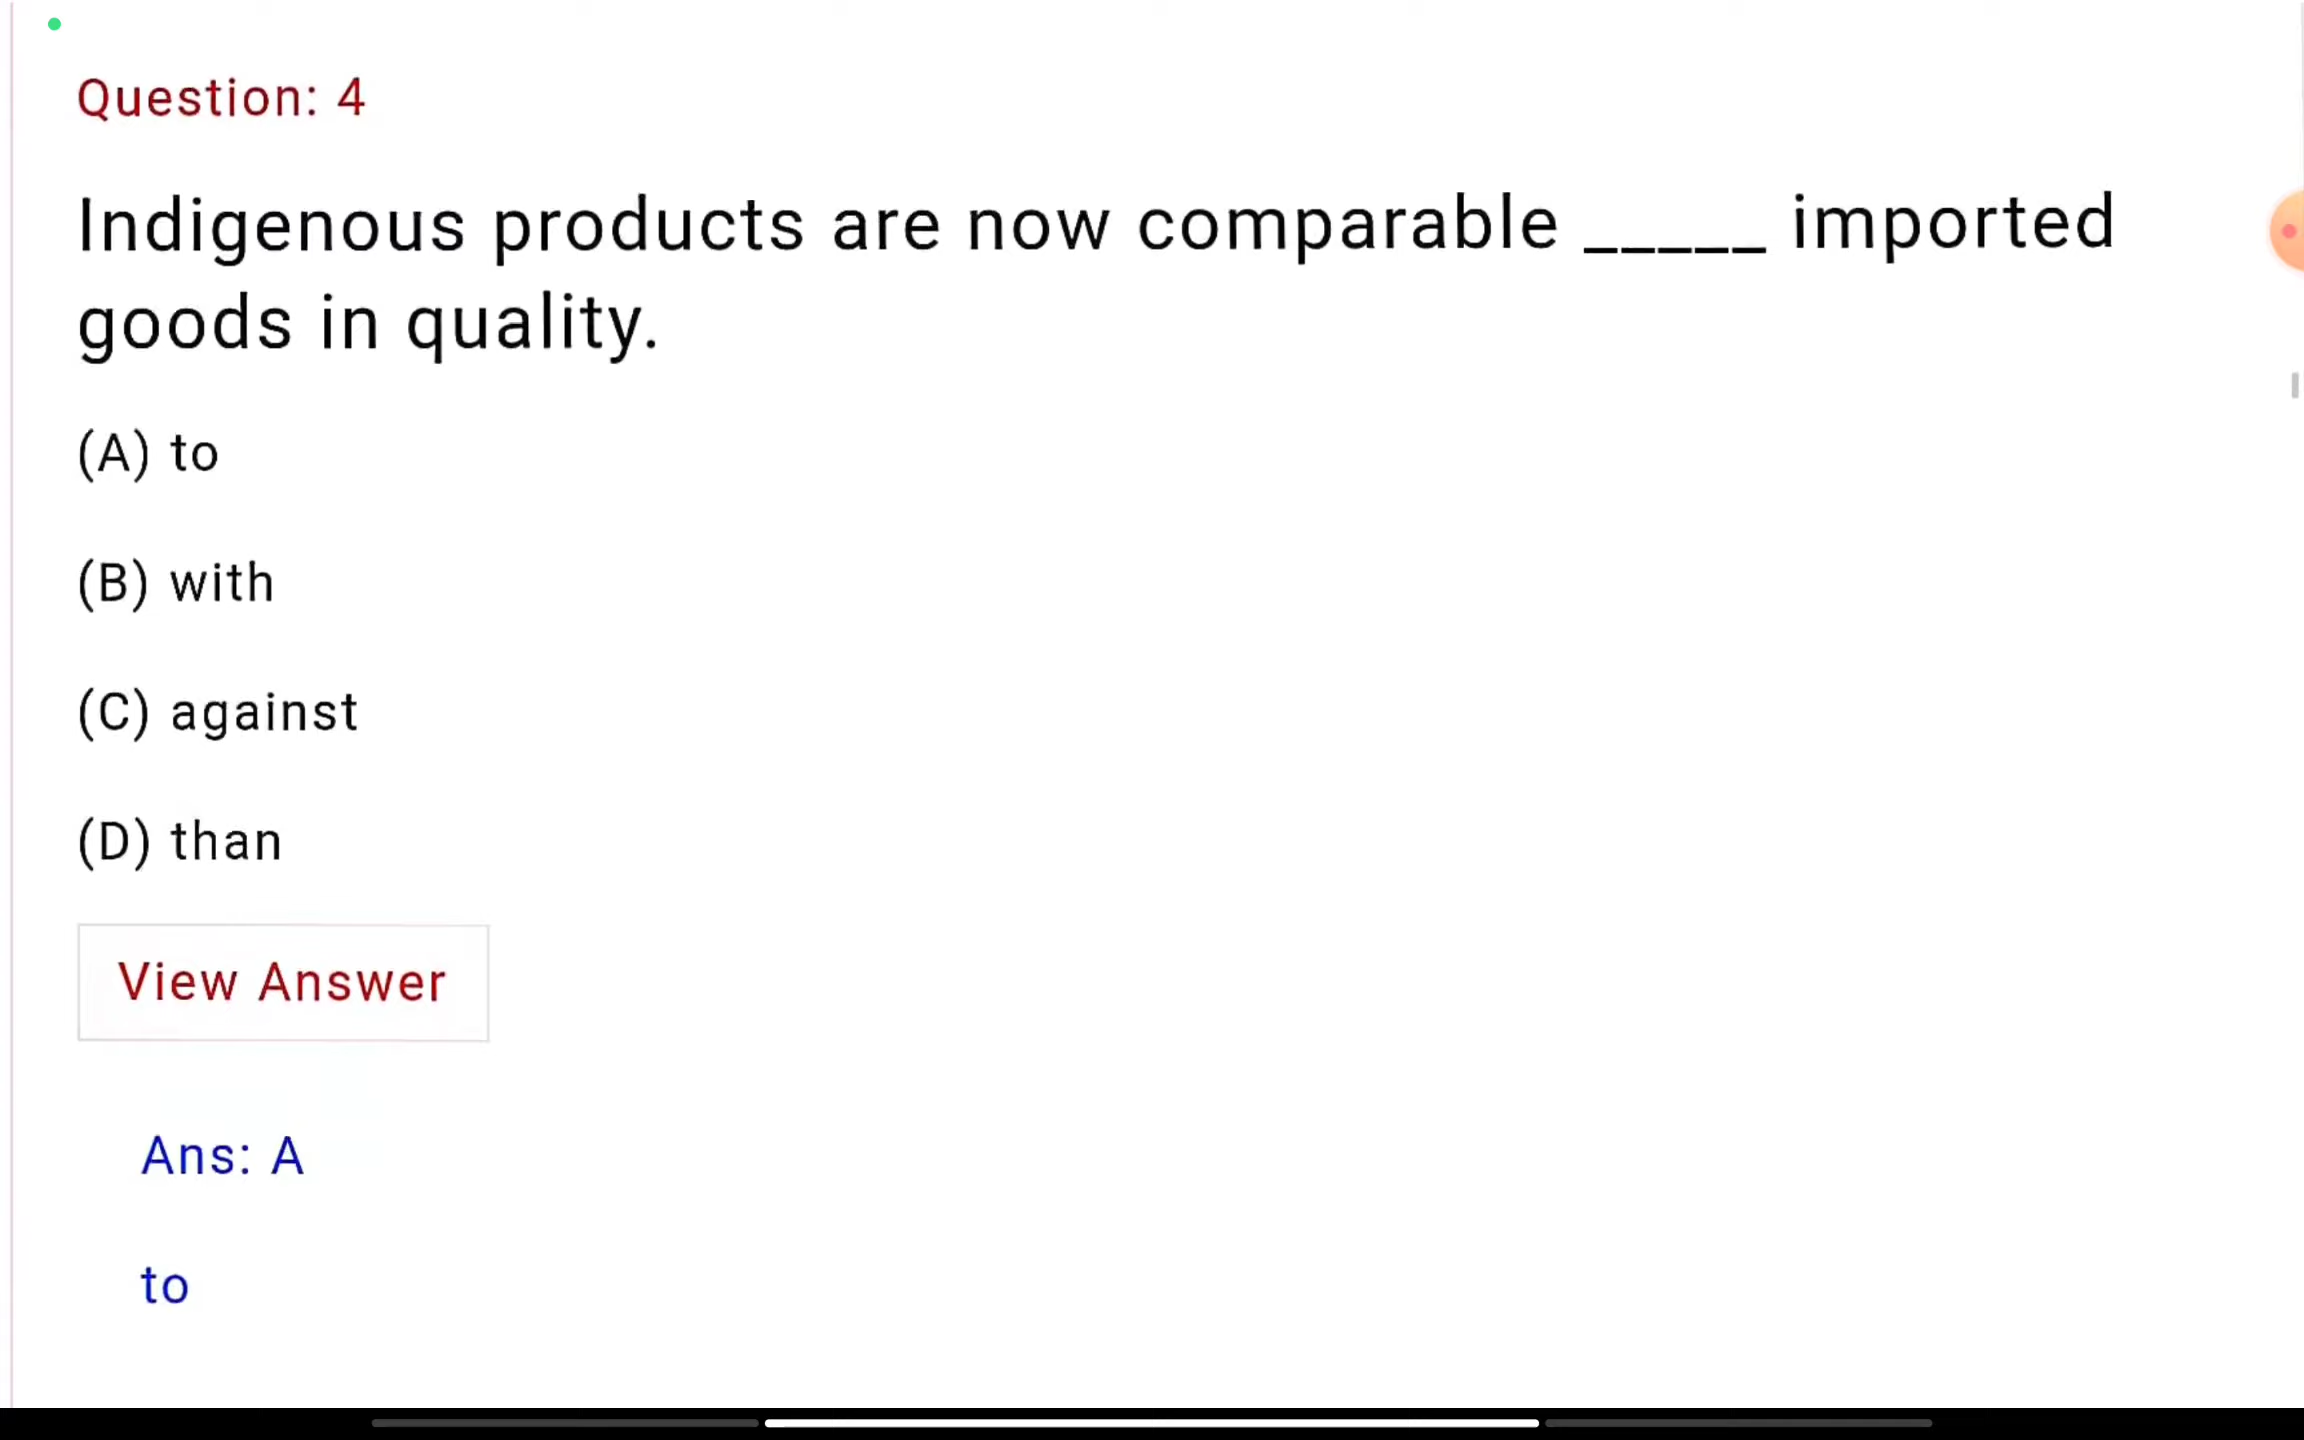 Question: 4
Indigenous products are now comparable _____ imported
goods in quality.
(A) to
(B) with
(C) against
(D) than
View Answer
Ans: A
to